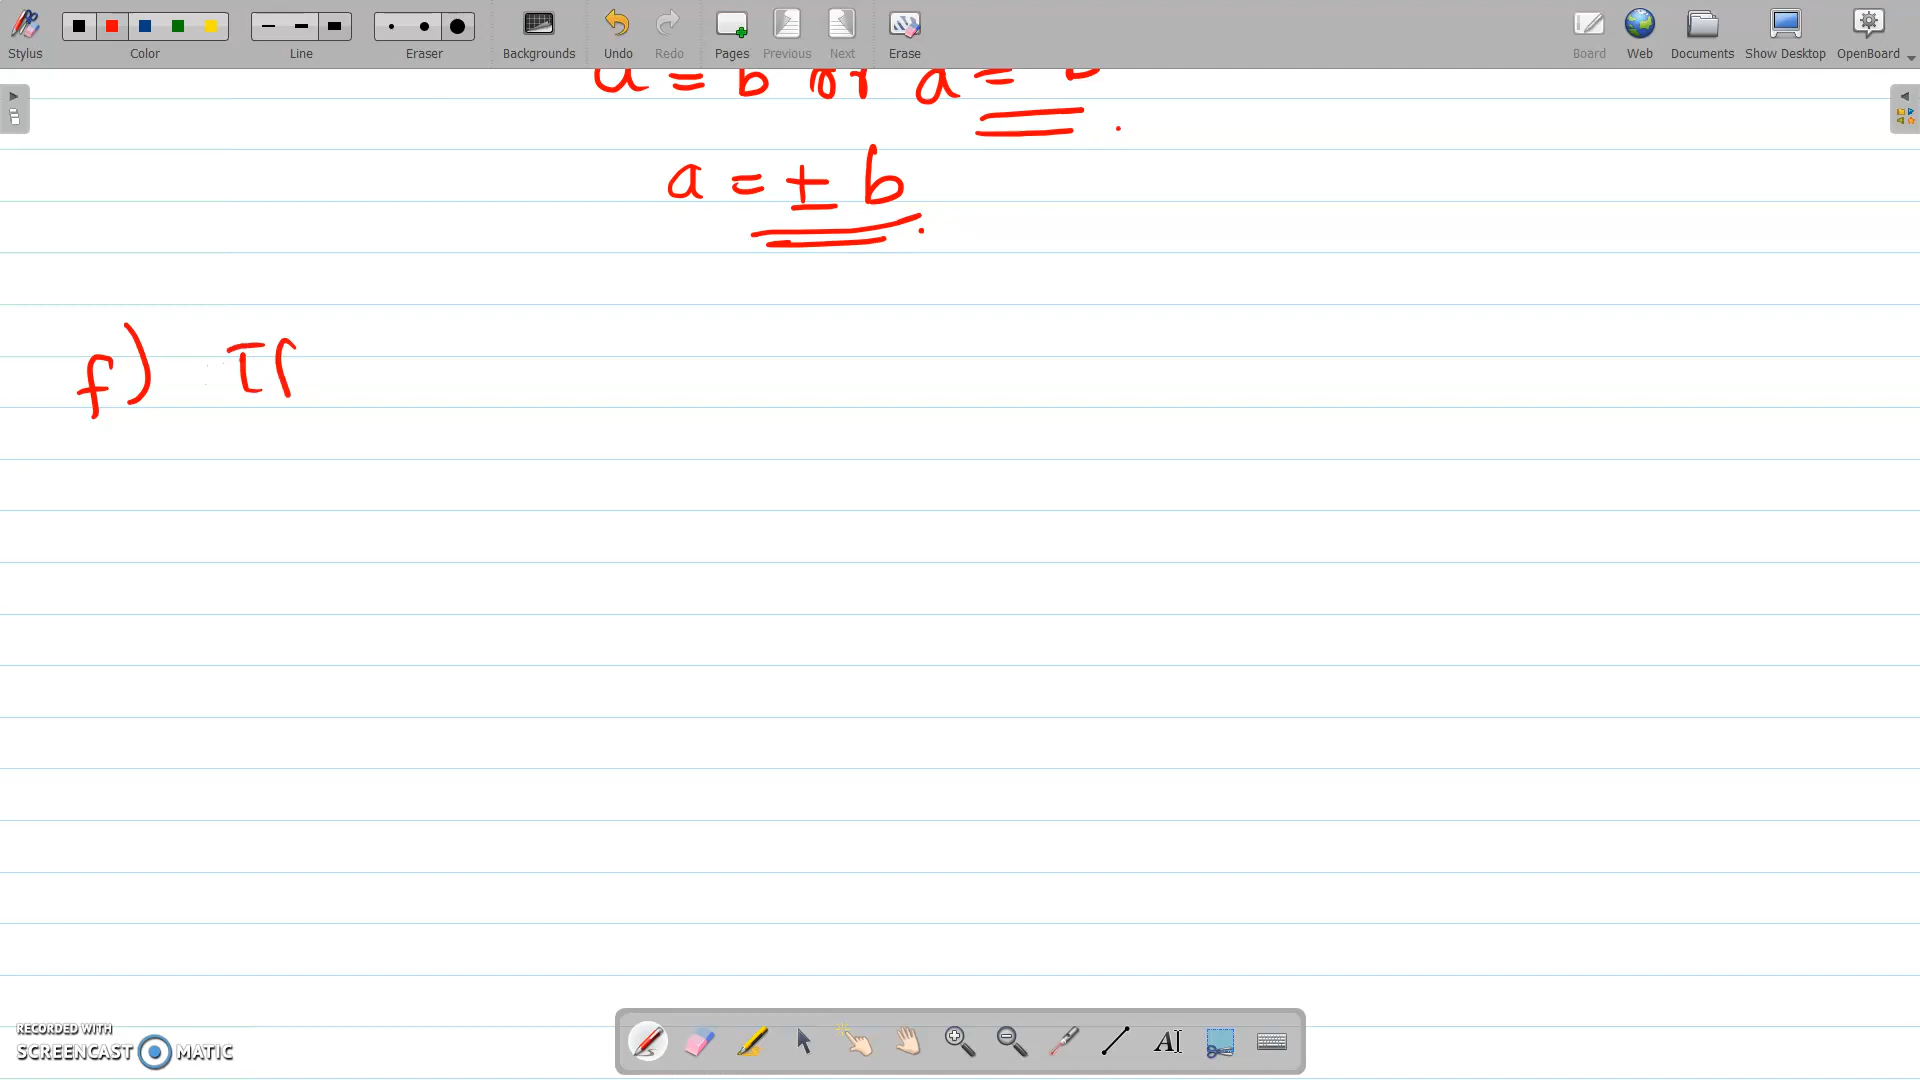 Stylus Color Line Eraser Backgrounds Undo Redo Pages Previous Next Erase Board Web Documents Show Desktop OpenBoard
a = b or a =
a = ± b
f)
RECORDED WITH
SCREENCAST MATIC